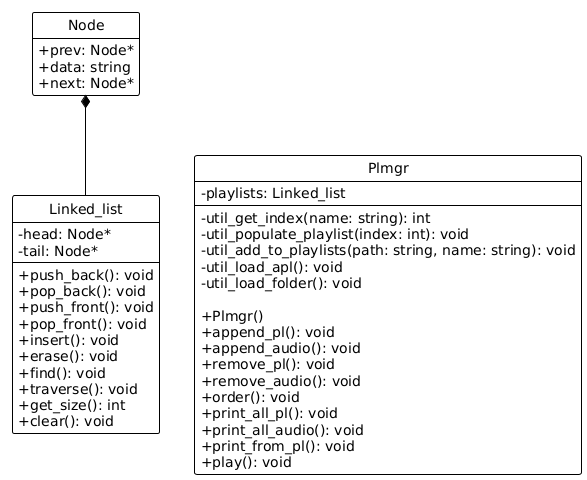 Node
+prev: Node*
+data: string
+next: Node*
Linked_list
-head: Node*
-tail: Node*
+push_back(): void
+pop_back(): void
+push_front(): void
+pop_front(): void
+insert(): void
+erase(): void
+find(): void
+traverse(): void
+get_size(): int
+clear(): void
Plmgr
-playlists: Linked_list
-util_get_index(name: string): int
-util_populate_playlist(index: int): void
-util_add_to_playlists(path: string, name: string): void
-util_load_apl(): void
-util_load_folder(): void
+Plmgr()
+append_pl(): void
+append_audio(): void
+remove_pl(): void
+remove_audio(): void
+order(): void
+print_all_pl(): void
+print_all_audio(): void
+print_from_pl(): void
+play(): void